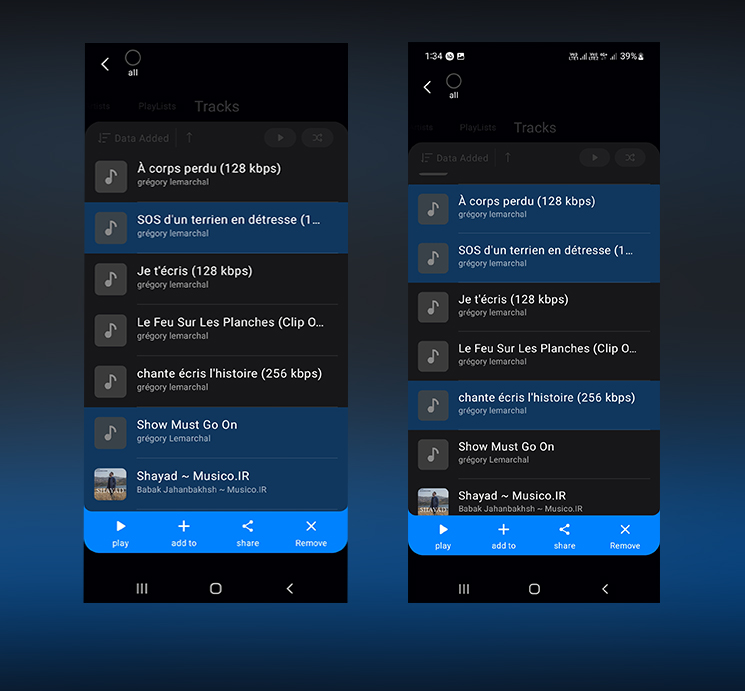 all
ists PlayLists Tracks
Data Added
À corps perdu (128 kbps)
grégory lemarchal
SOS d'un terrien en détresse (1...
grégory lemarchal
Je t'écris (128 kbps)
grégory lemarchal
Le Feu Sur Les Planches (Clip O...
grégory lemarchal
chante écris l'histoire (256 kbps)
grégory lemarchal
Show Must Go On
grégory Lemarchal
Shayad ~ Musico.IR
Babak Jahanbakhsh ~ Musico.IR
SHAYAD
play add to share Remove
1:34 39%
all
ists PlayLists Tracks
Data Added
À corps perdu (128 kbps)
grégory lemarchal
SOS d'un terrien en détresse (1...
grégory lemarchal
Je t'écris (128 kbps)
grégory lemarchal
Le Feu Sur Les Planches (Clip O...
grégory lemarchal
chante écris l'histoire (256 kbps)
grégory lemarchal
Show Must Go On
grégory Lemarchal
Shayad ~ Musico.IR
Babak Jahanbakhsh ~ Musico.IR
SHAYAD
play add to share Remove